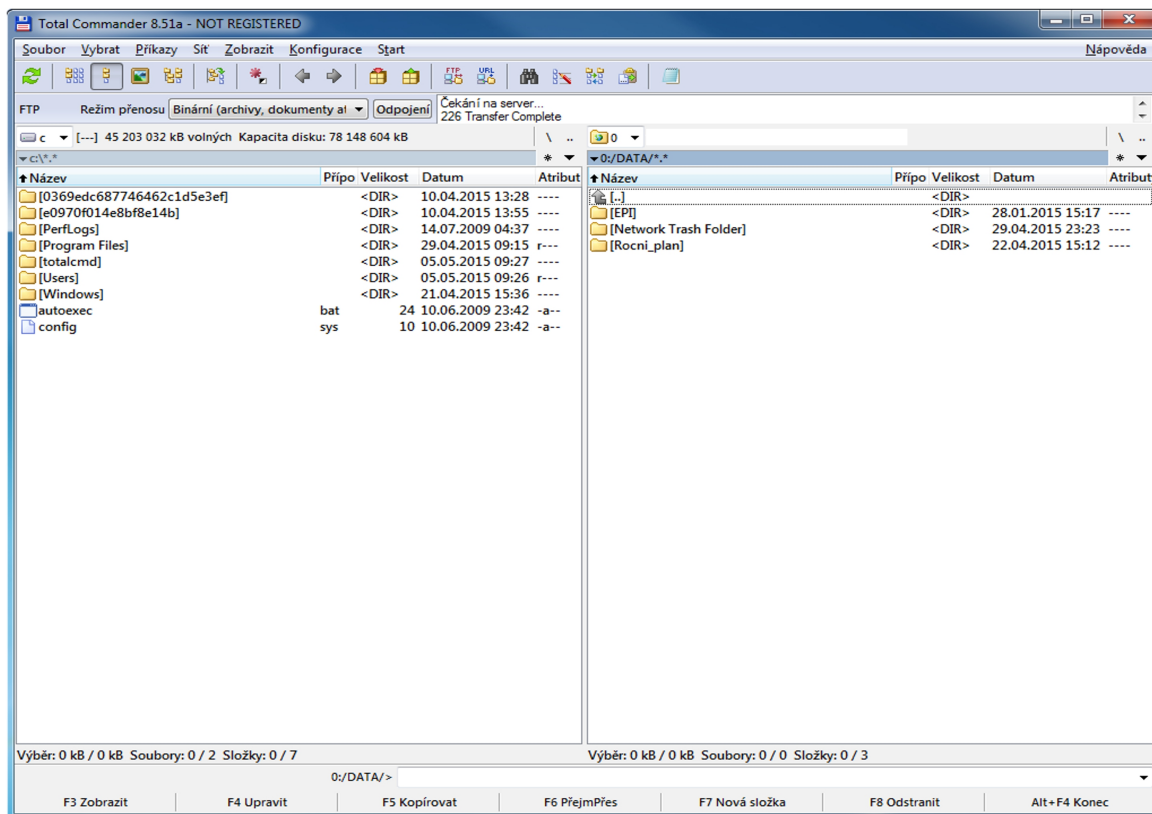 Total Commander 8.51a - NOT REGISTERED
Soubor Vybrat Příkazy Síť Zobrazit Konfigurace Start Nápověda
FTP URL
FTP Režim přenosu Binární (archivy, dokumenty at Odpojení Čekání na server...
226 Transfer Complete
c [---] 45 203 032 kB volných Kapacita disku: 78 148 604 kB \ .. 0 \ ..
c:\*.* * 0:/DATA/*.* *
Název Přípo Velikost Datum Atribut Název Přípo Velikost Datum Atribut
[0369edc687746462c1d5e3ef] <DIR> 10.04.2015 13:28 ---- [..] <DIR>
[e0970f014e8bf8e14b] <DIR> 10.04.2015 13:55 ---- [EPI] <DIR> 28.01.2015 15:17 ----
[PerfLogs] <DIR> 14.07.2009 04:37 ---- [Network Trash Folder] <DIR> 29.04.2015 23:23 ----
[Program Files] <DIR> 29.04.2015 09:15 r--- [Rocni_plan] <DIR> 22.04.2015 15:12 ----
[totalcmd] <DIR> 05.05.2015 09:27 ----
[Users] <DIR> 05.05.2015 09:26 r---
[Windows] <DIR> 21.04.2015 15:36 ----
autoexec bat 24 10.06.2009 23:42 -a--
config sys 10 10.06.2009 23:42 -a--
Výběr: 0 kB / 0 kB Soubory: 0 / 2 Složky: 0 / 7 Výběr: 0 kB / 0 kB Soubory: 0 / 0 Složky: 0 / 3
0:/DATA/>
F3 Zobrazit F4 Upravit F5 Kopírovat F6 PřejmPřes F7 Nová složka F8 Odstranit Alt+F4 Konec